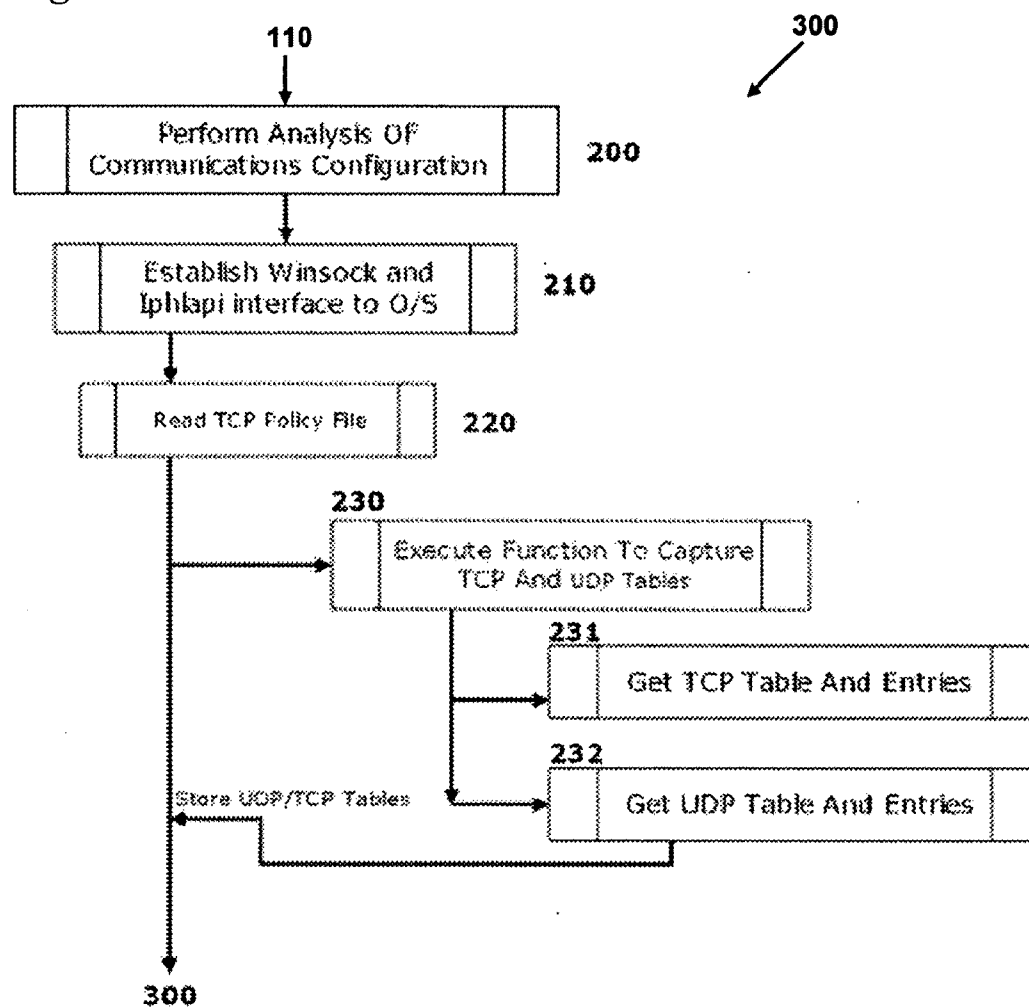 110
300
Perform Analysis OF
Communications Configuration
200
Establish Winsock and
Iphlapi interface to O/S
210
Read TCP Policy File
220
230
Execute Function To Capture
TCP And UDP Tables
231
Get TCP Table And Entries
232
Get UDP Table And Entries
Store UDP/TCP Tables
300